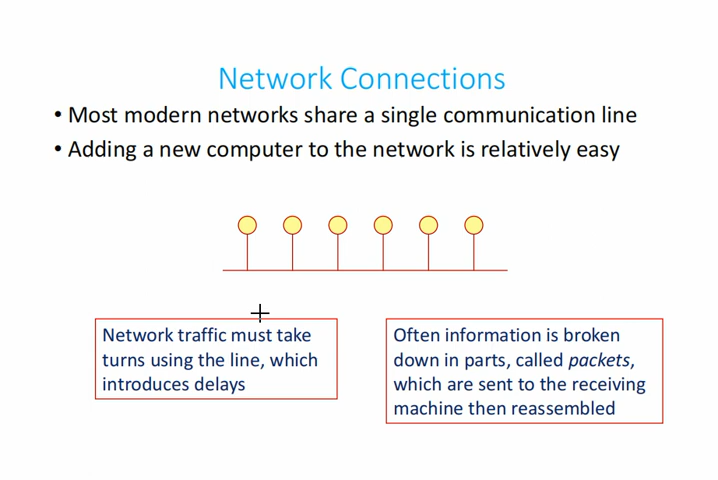 Network Connections
• Most modern networks share a single communication line
• Adding a new computer to the network is relatively easy
Network traffic must take
turns using the line, which
introduces delays
Often information is broken
down in parts, called packets,
which are sent to the receiving
machine then reassembled